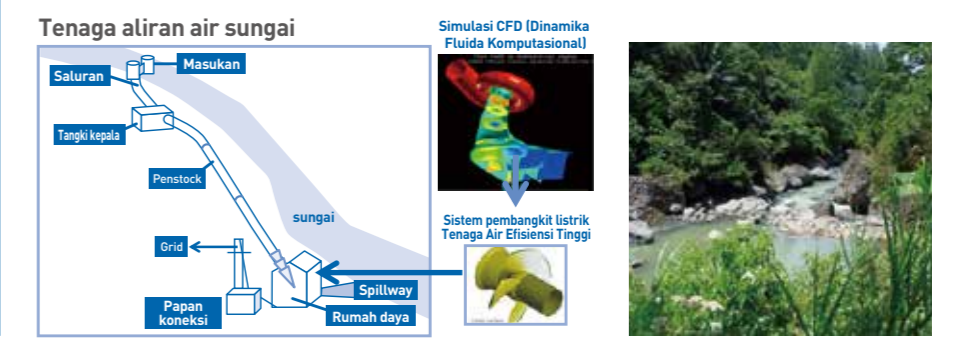 Tenaga aliran air sungai
Simulasi CFD (Dinamika
Fluida Komputasional)
Masukan
Saluran
Tangki kepala
Penstock
sungai
Sistem pembangkit listrik
Tenaga Air Efisiensi Tinggi
Grid
Spillway
Papan
koneksi
Rumah daya